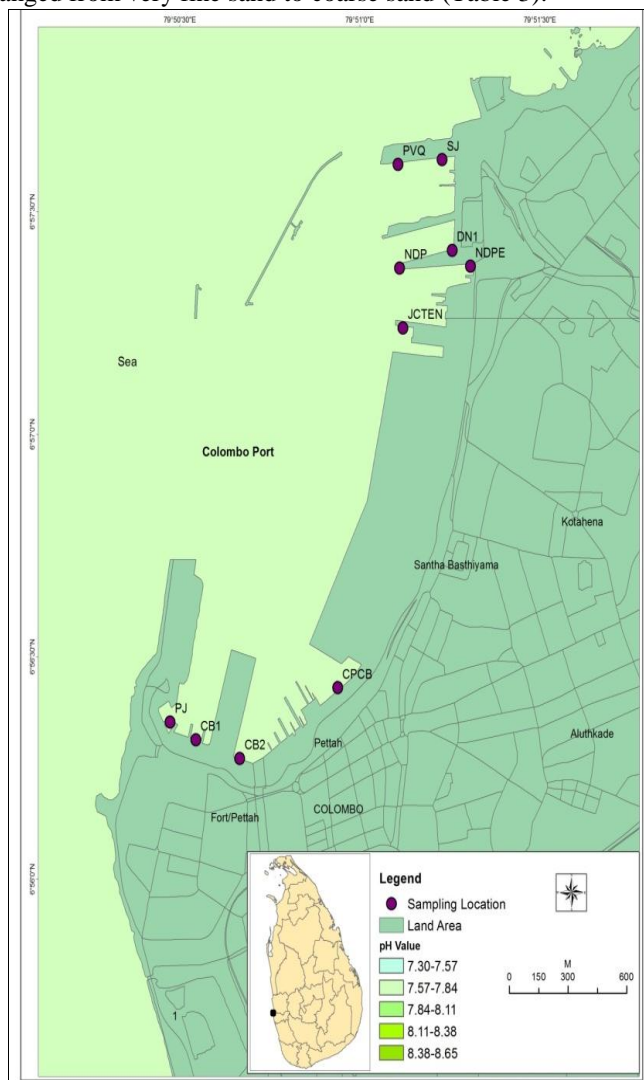 anged from very fine sand to coarse sand (Table 3).
79°50'30"E 79°51'0"E 79°51'30"E
PVQ SJ
6°57'30"N
DN1
NDP NDPE
JCTEN
Sea
6°57'0"N
Colombo Port
Kotahena
Santha Basthiyama
6°56'30"N
CPCB
PJ
CB1
CB2
Pettah
Aluthkade
Fort/Pettah
COLOMBO
6°56'0"N
1
Legend
Sampling Location
Land Area
pH Value
7.30-7.57
7.57-7.84
7.84-8.11
8.11-8.38
8.38-8.65
M
0 150 300 600